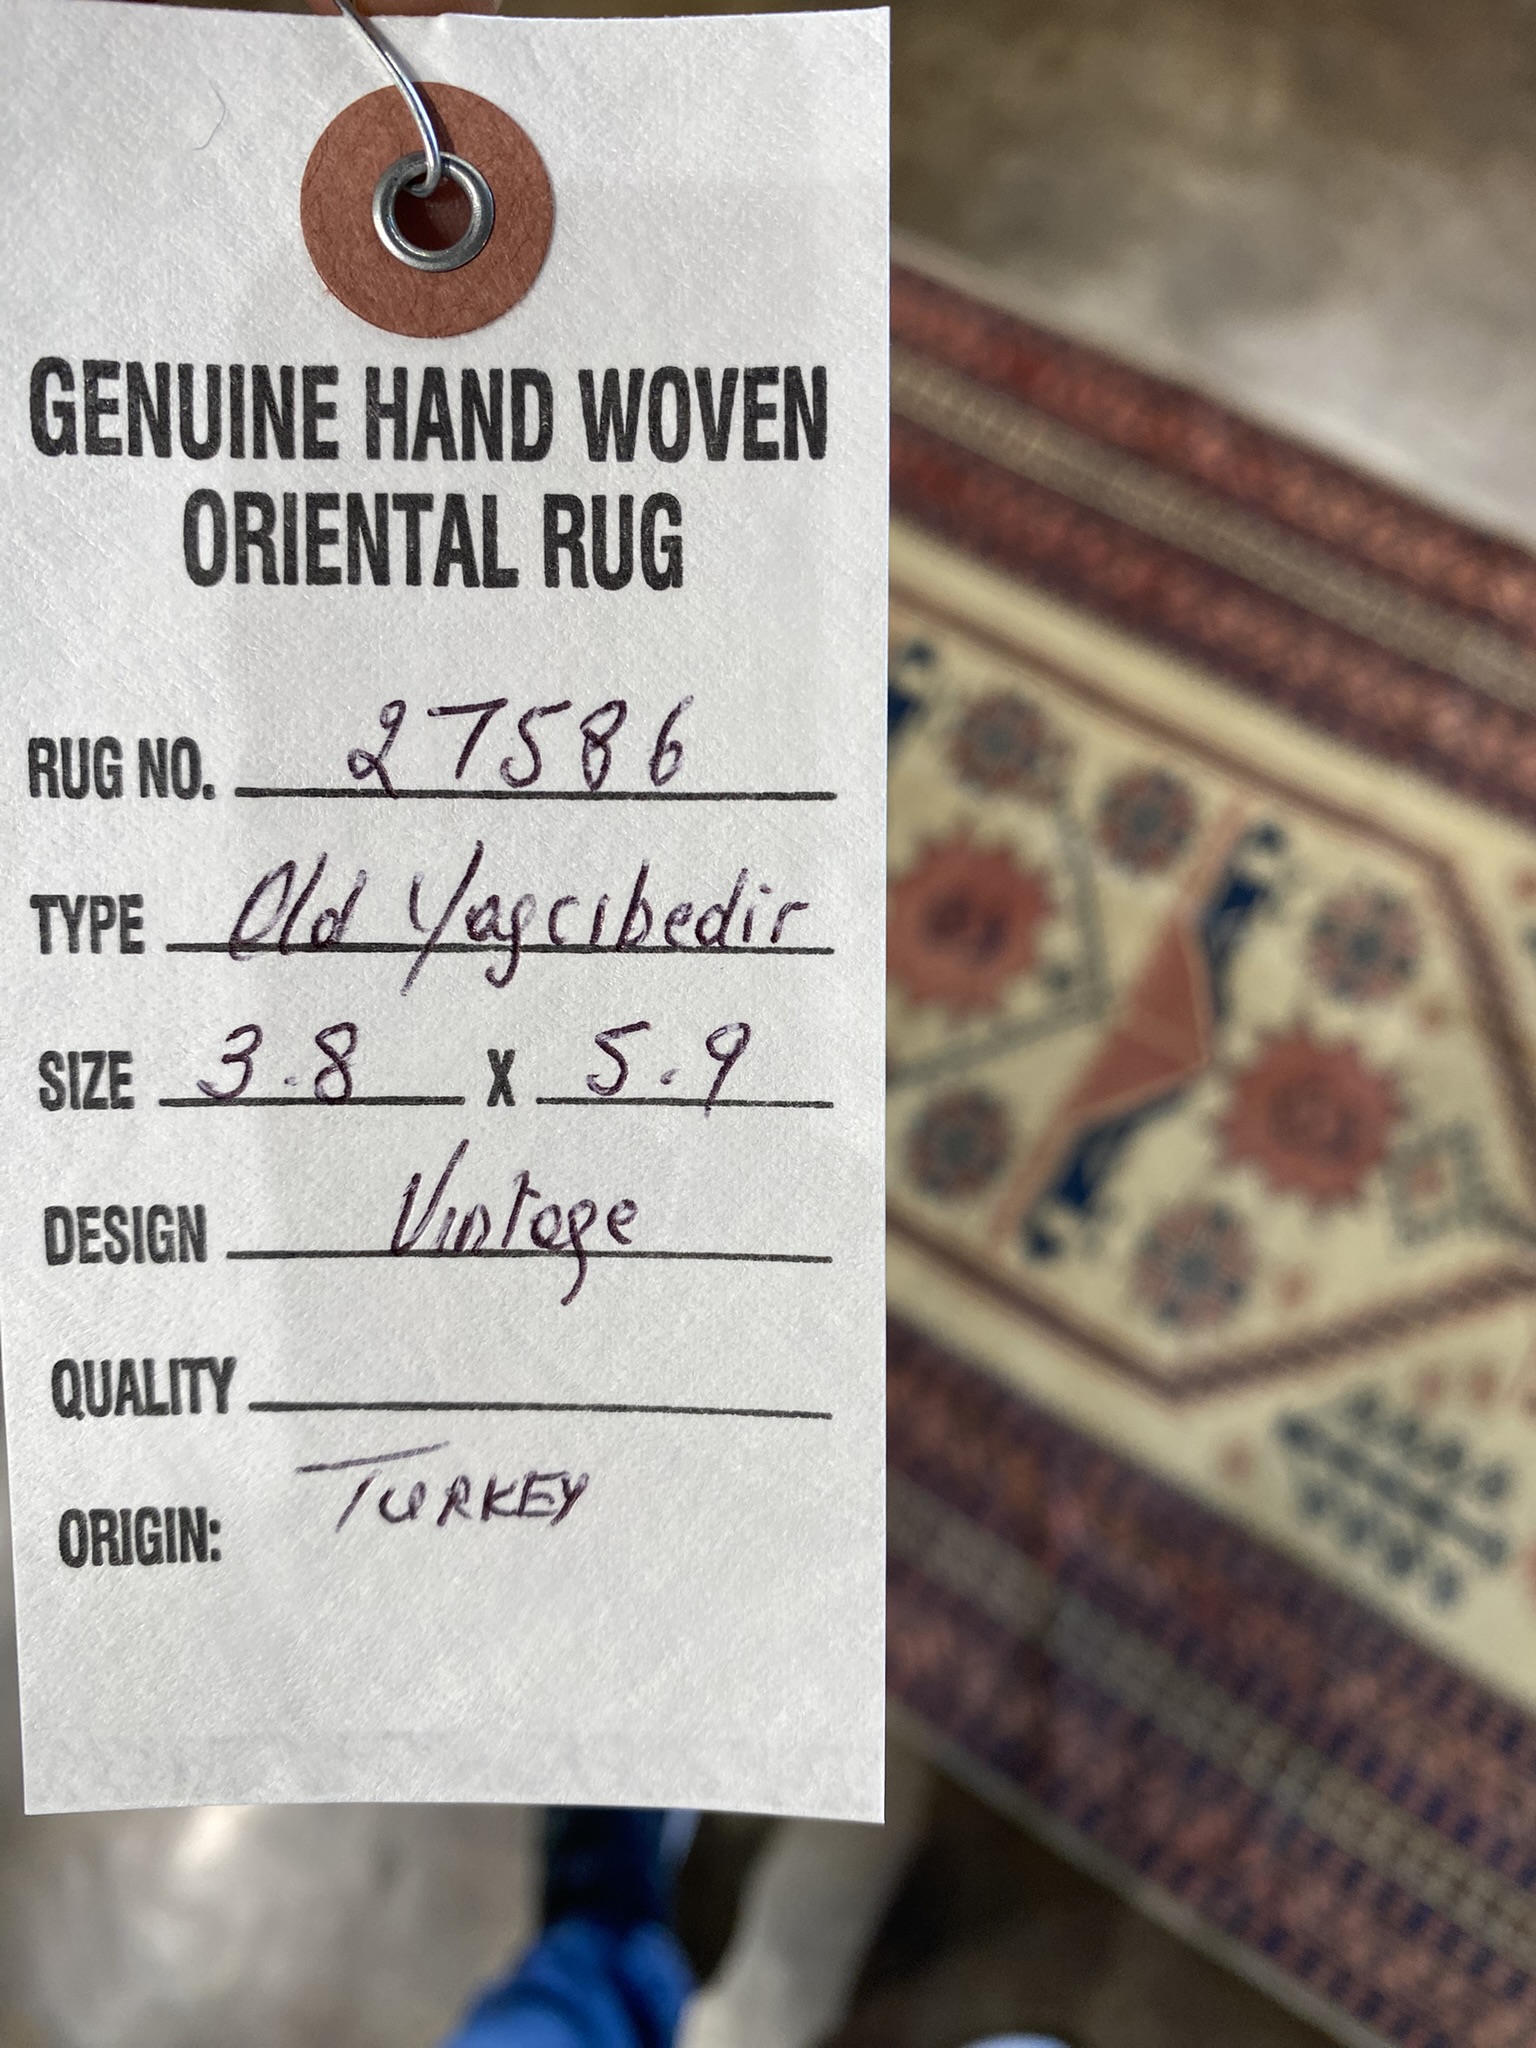 GENUINE HAND WOVEN
ORIENTAL RUG
RUG NO. 27586
TYPE Old Yagcibedir
SIZE 3.8 X 5.9
DESIGN Vintage
QUALITY
ORIGIN: TURKEY